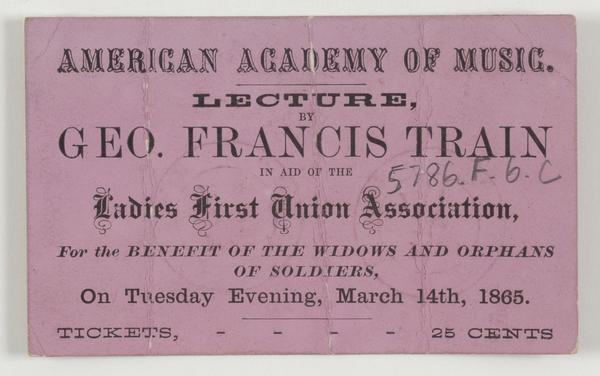 AMERICAN ACADEMY OF MUSIC.
LECTURE,
BY
GEO. FRANCIS TRAIN
IN AID OF THE
5786.F.6.C
Ladies First Union Association,
For the BENEFIT OF THE WIDOWS AND ORPHANS
OF SOLDIERS,
On Tuesday Evening, March 14th, 1865.
TICKETS, - - - - 25 CENTS